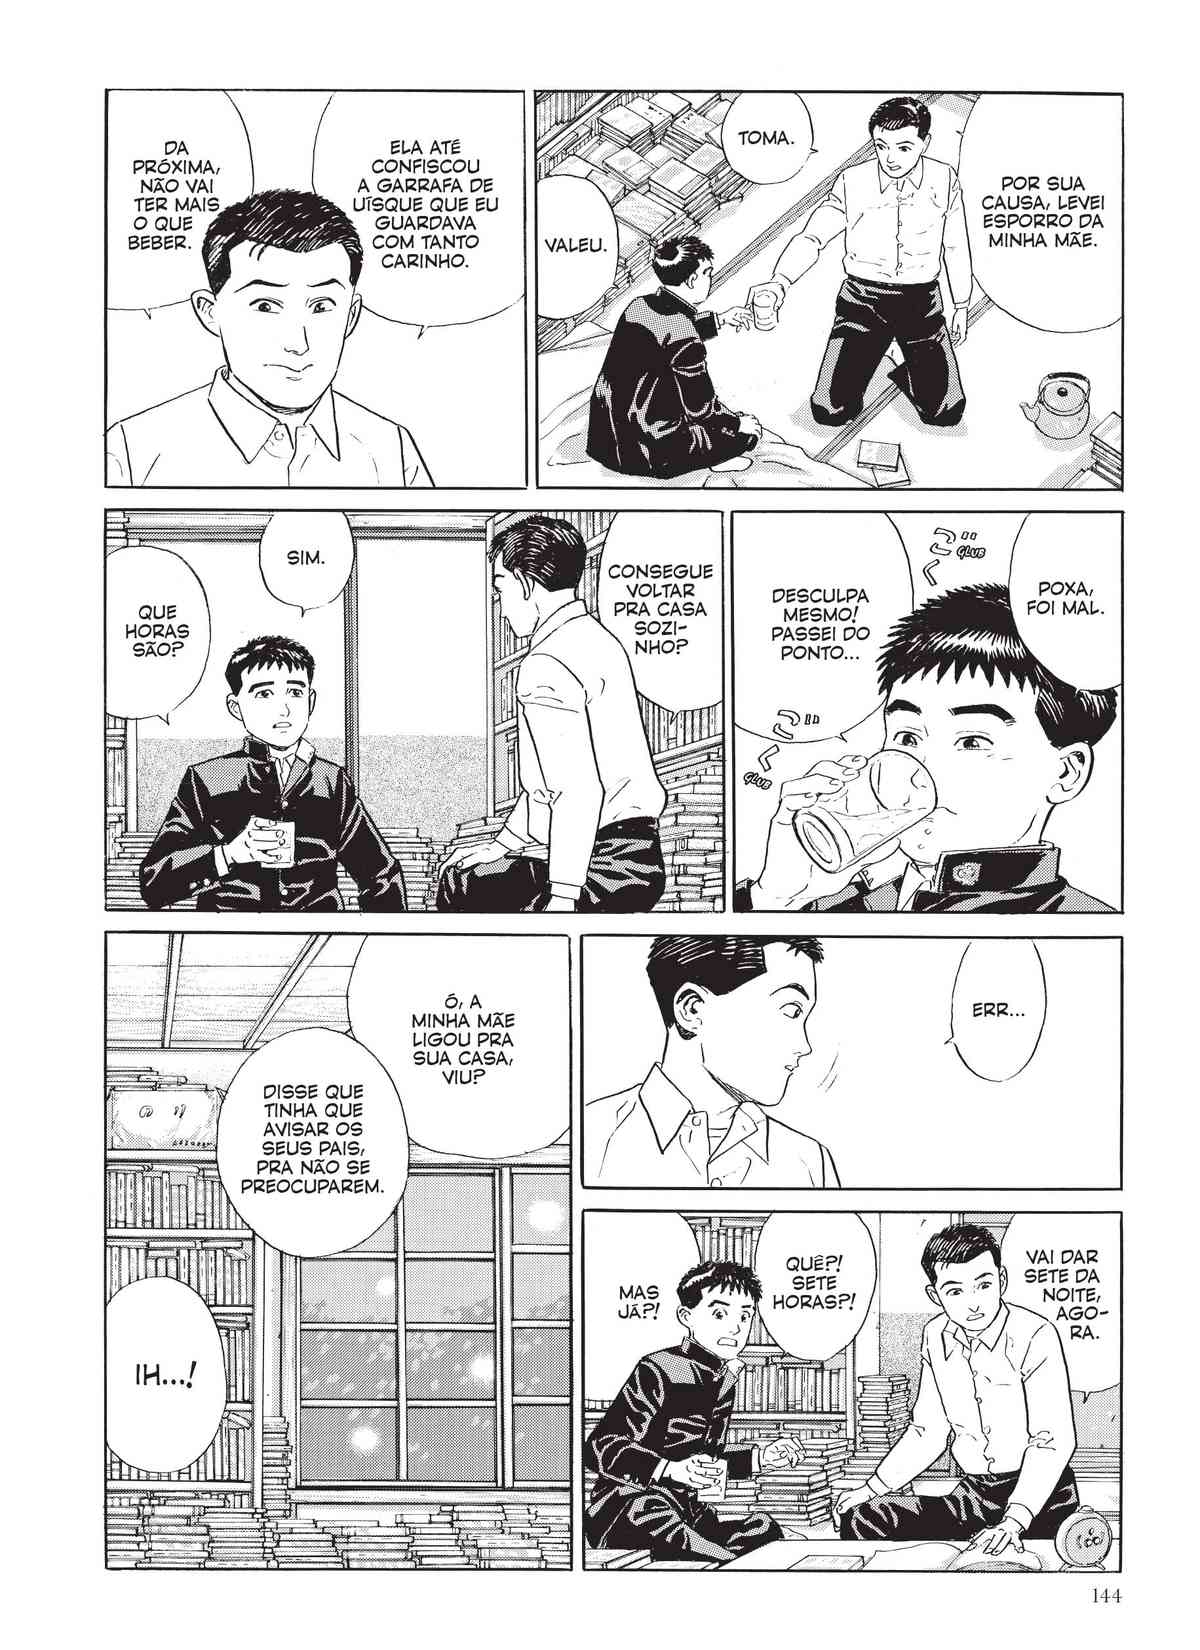 POR SUA
CAUSA, LEVEI
ESPORRO DA
MINHA MÃE.
TOMA.
VALEU.
ELA ATÉ
CONFISCOU
A GARRAFA DE
UÍSQUE QUE EU
GUARDAVA
COM TANTO
CARINHO.
DA
PRÓXIMA,
NÃO VAI
TER MAIS
O QUE
BEBER.
POXA,
FOI MAL.
ごく
GLUB
DESCULPA
MESMO!
PASSEI DO
PONTO...
ごく
GLUB
CONSEGUE
VOLTAR
PRA CASA
SOZI-
NHO?
SIM.
QUE
HORAS
SÃO?
ERR...
VAI DAR
SETE DA
NOITE,
AGO-
RA.
QUÊ?!
SETE
HORAS?!
MAS
JÁ?!
Ó, A
MINHA MÃE
LIGOU PRA
SUA CASA,
VIU?
DISSE QUE
TINHA QUE
AVISAR OS
SEUS PAIS,
PRA NÃO SE
PREOCUPAREM.
IH...!
144